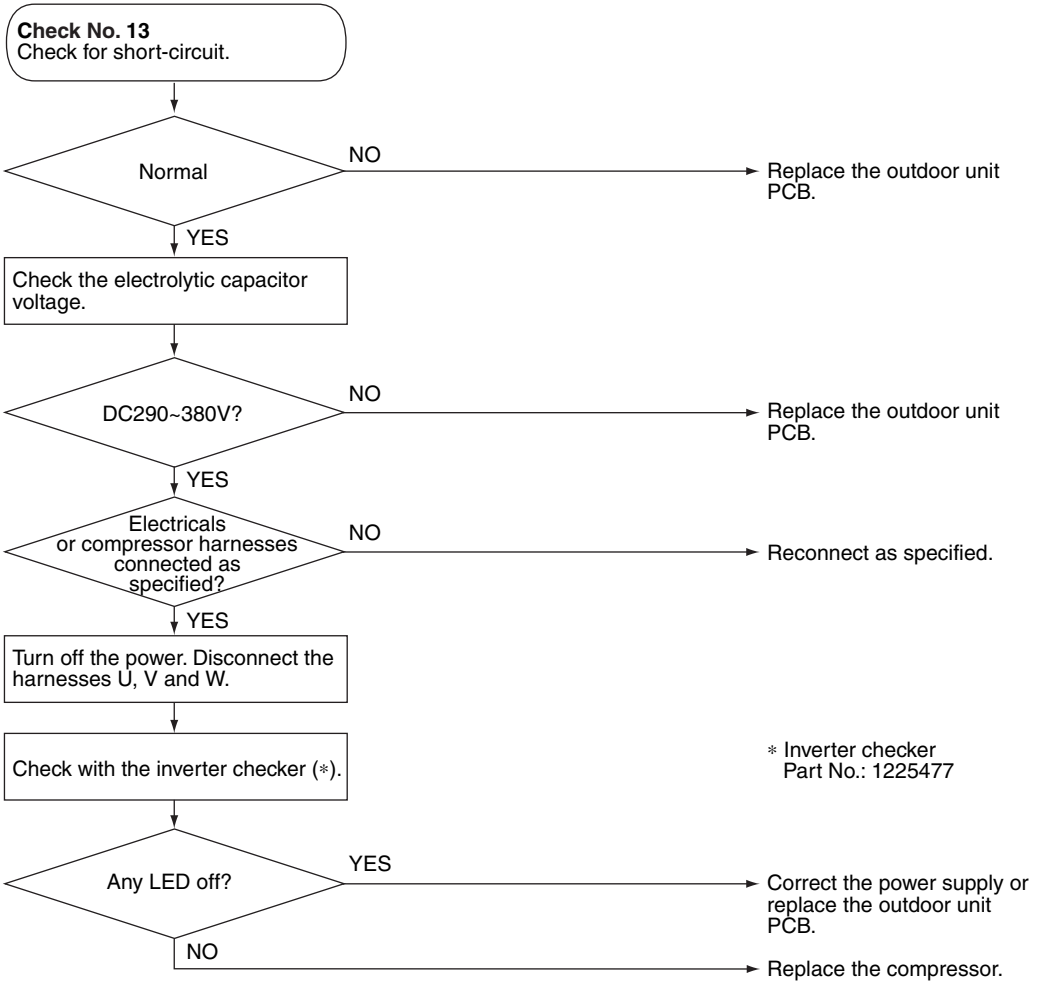 Check No. 13
Check for short-circuit.
Normal
NO
Replace the outdoor unit
PCB.
YES
Check the electrolytic capacitor
voltage.
DC290~380V?
NO
Replace the outdoor unit
PCB.
YES
Electricals
or compressor harnesses
connected as
specified?
NO
Reconnect as specified.
YES
Turn off the power. Disconnect the
harnesses U, V and W.
Check with the inverter checker (*).
* Inverter checker
Part No.: 1225477
Any LED off?
YES
Correct the power supply or
replace the outdoor unit
PCB.
NO
Replace the compressor.